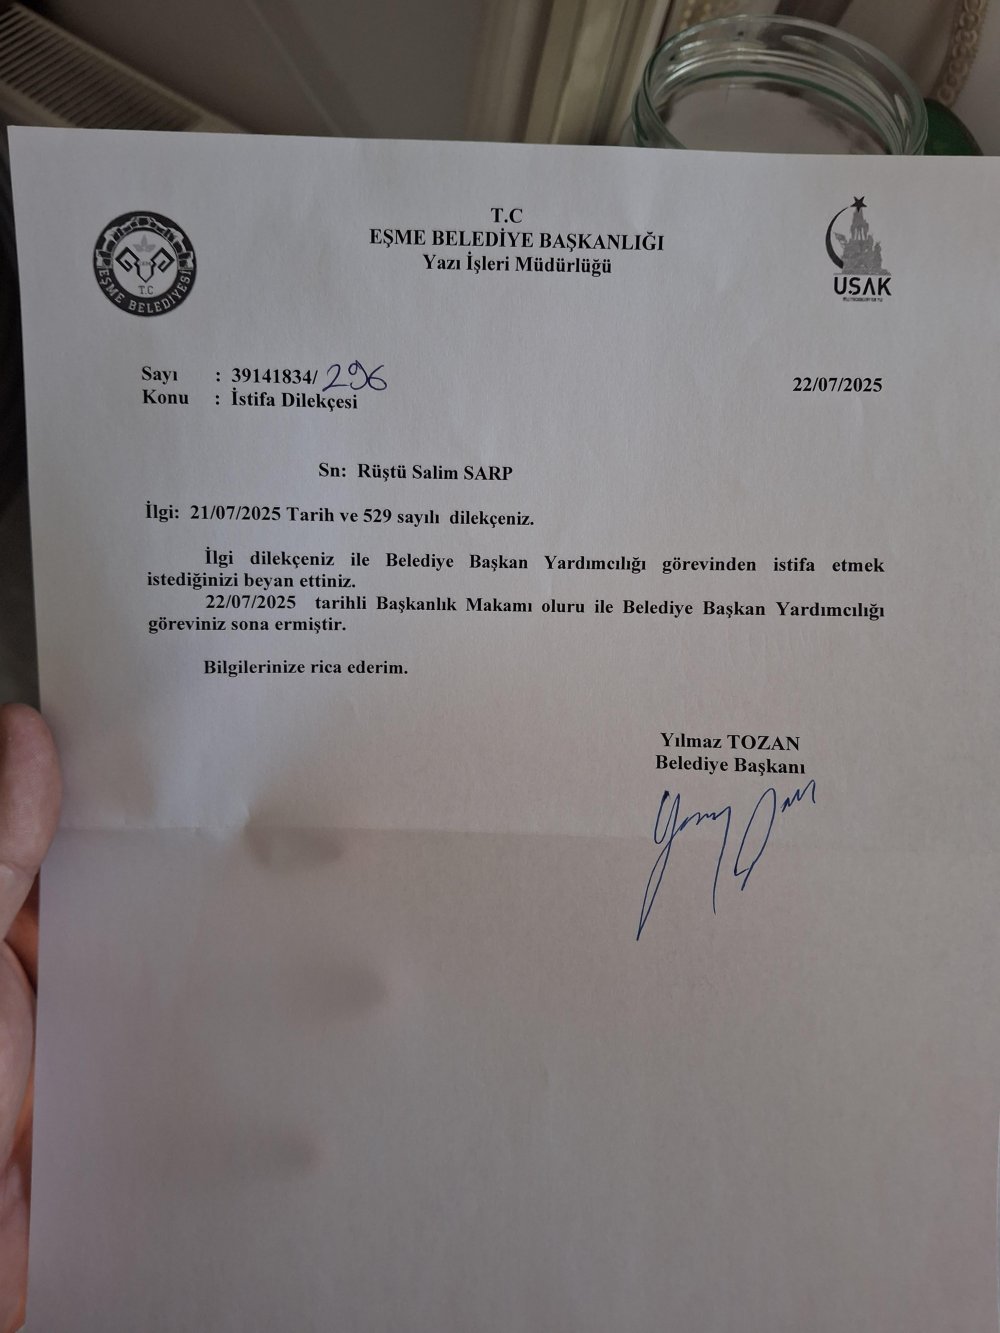 T.C
EŞME BELEDİYE BAŞKANLIĞI
Yazı İşleri Müdürlüğü
T.C
EŞME BELEDİYESİ
UŞAK
Sayı : 39141834/ 296
22/07/2025
Konu : İstifa Dilekçesi
Sn: Rüştü Salim SARP
İlgi: 21/07/2025 Tarih ve 529 sayılı dilekçeniz.
İlgi dilekçeniz ile Belediye Başkan Yardımcılığı görevinden istifa etmek
istediğinizi beyan ettiniz.
22/07/2025 tarihli Başkanlık Makamı oluru ile Belediye Başkan Yardımcılığı
göreviniz sona ermiştir.
Bilgilerinize rica ederim.
Yılmaz TOZAN
Belediye Başkanı